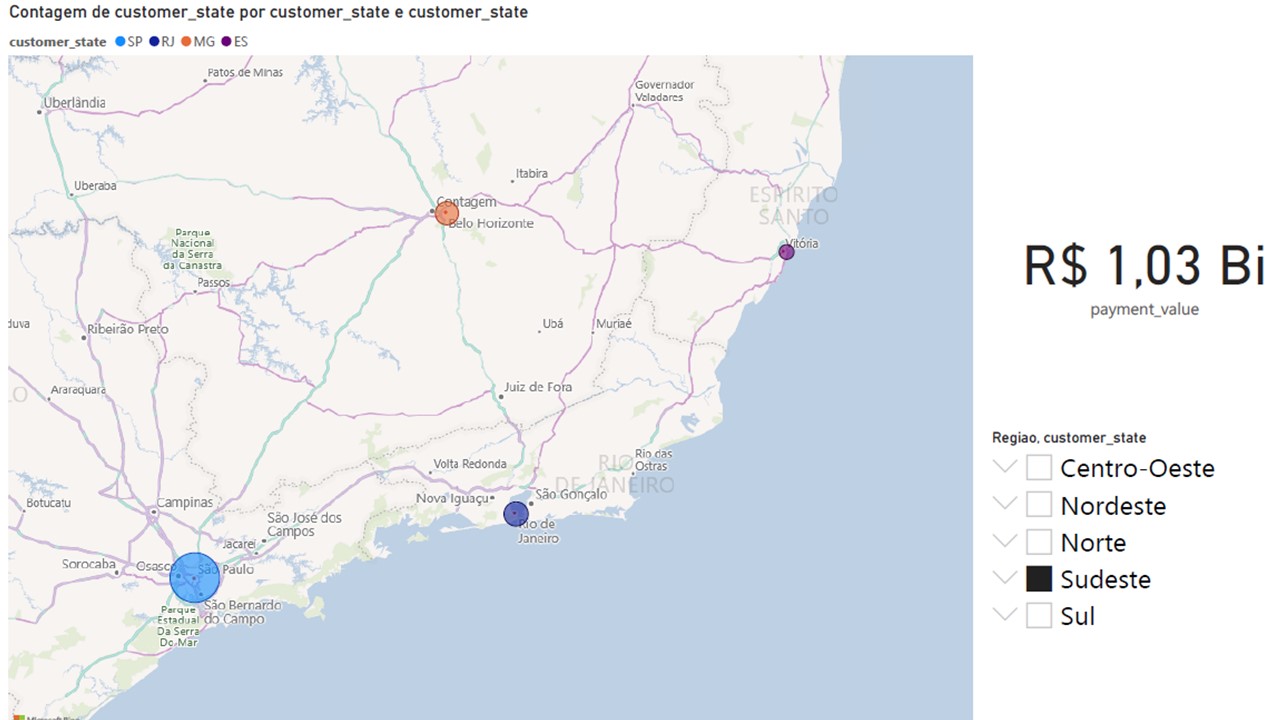 Contagem de customer_state por customer_state e customer_state
customer_state SP RJ MG ES
Patos de Minas
Uberlândia
Governador
Valadares
Itabira
Uberaba
Contagem
Belo Horizonte
ESPÍRITO
SANTO
Vitória
Parque
Nacional
da Serra
da Canastra
Passos
R$ 1,03 Bi
payment_value
duva
Ribeirão Preto
Ubá
Muriaé
Araraquara
O
Juiz de Fora
Regiao, customer_state
Centro-Oeste
Nordeste
Norte
Sudeste
Sul
Volta Redonda
RIO
DE JANEIRO
Rio das
Ostras
Nova Iguaçu
São Gonçalo
Rio de
Janeiro
Botucatu
Campinas
São José dos
Campos
Jacareí
Sorocaba
Osasco
São Paulo
São Bernardo
do Campo
Parque
Estadual
Da Serra
Do Mar